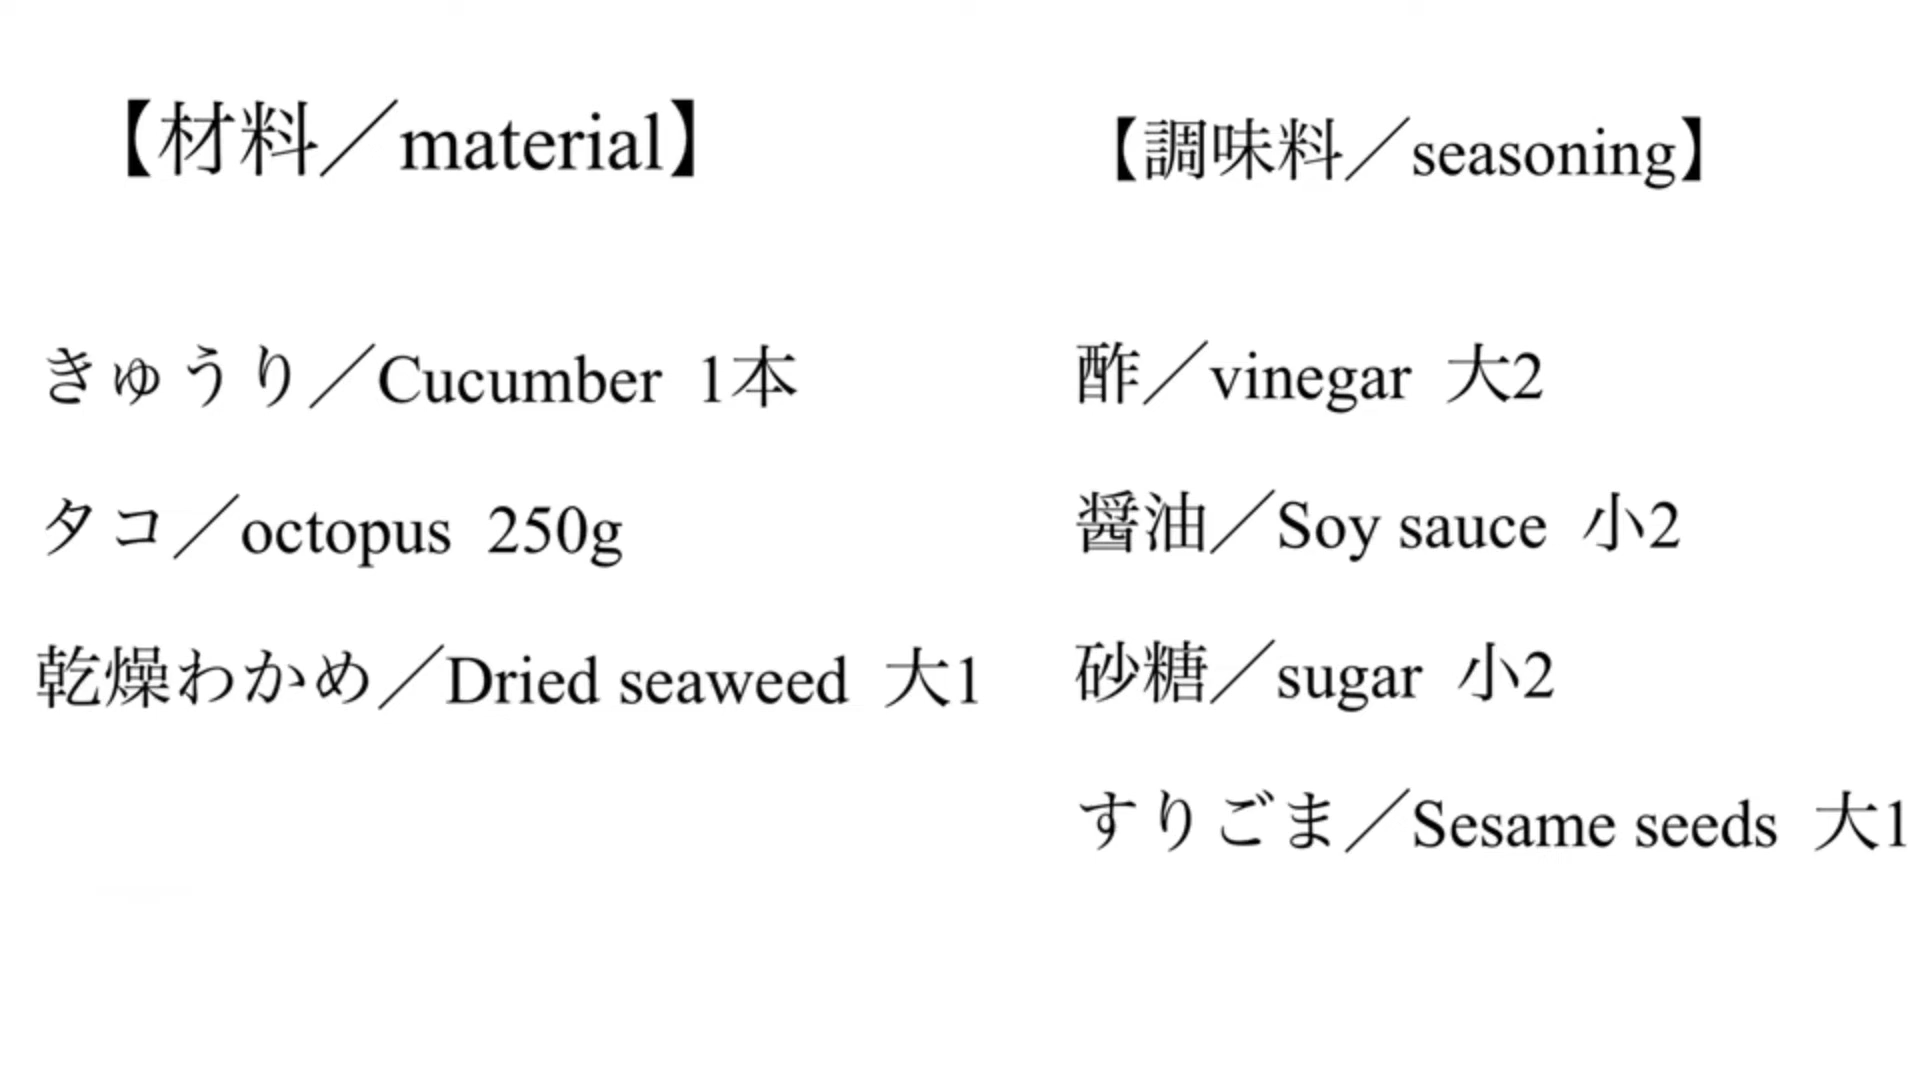 【材料／material】
きゅうり／Cucumber 1本
タコ／octopus 250g
乾燥わかめ／Dried seaweed 大1
【調味料／seasoning】
酢／vinegar 大2
醤油／Soy sauce 小2
砂糖／sugar 小2
すりごま／Sesame seeds 大1